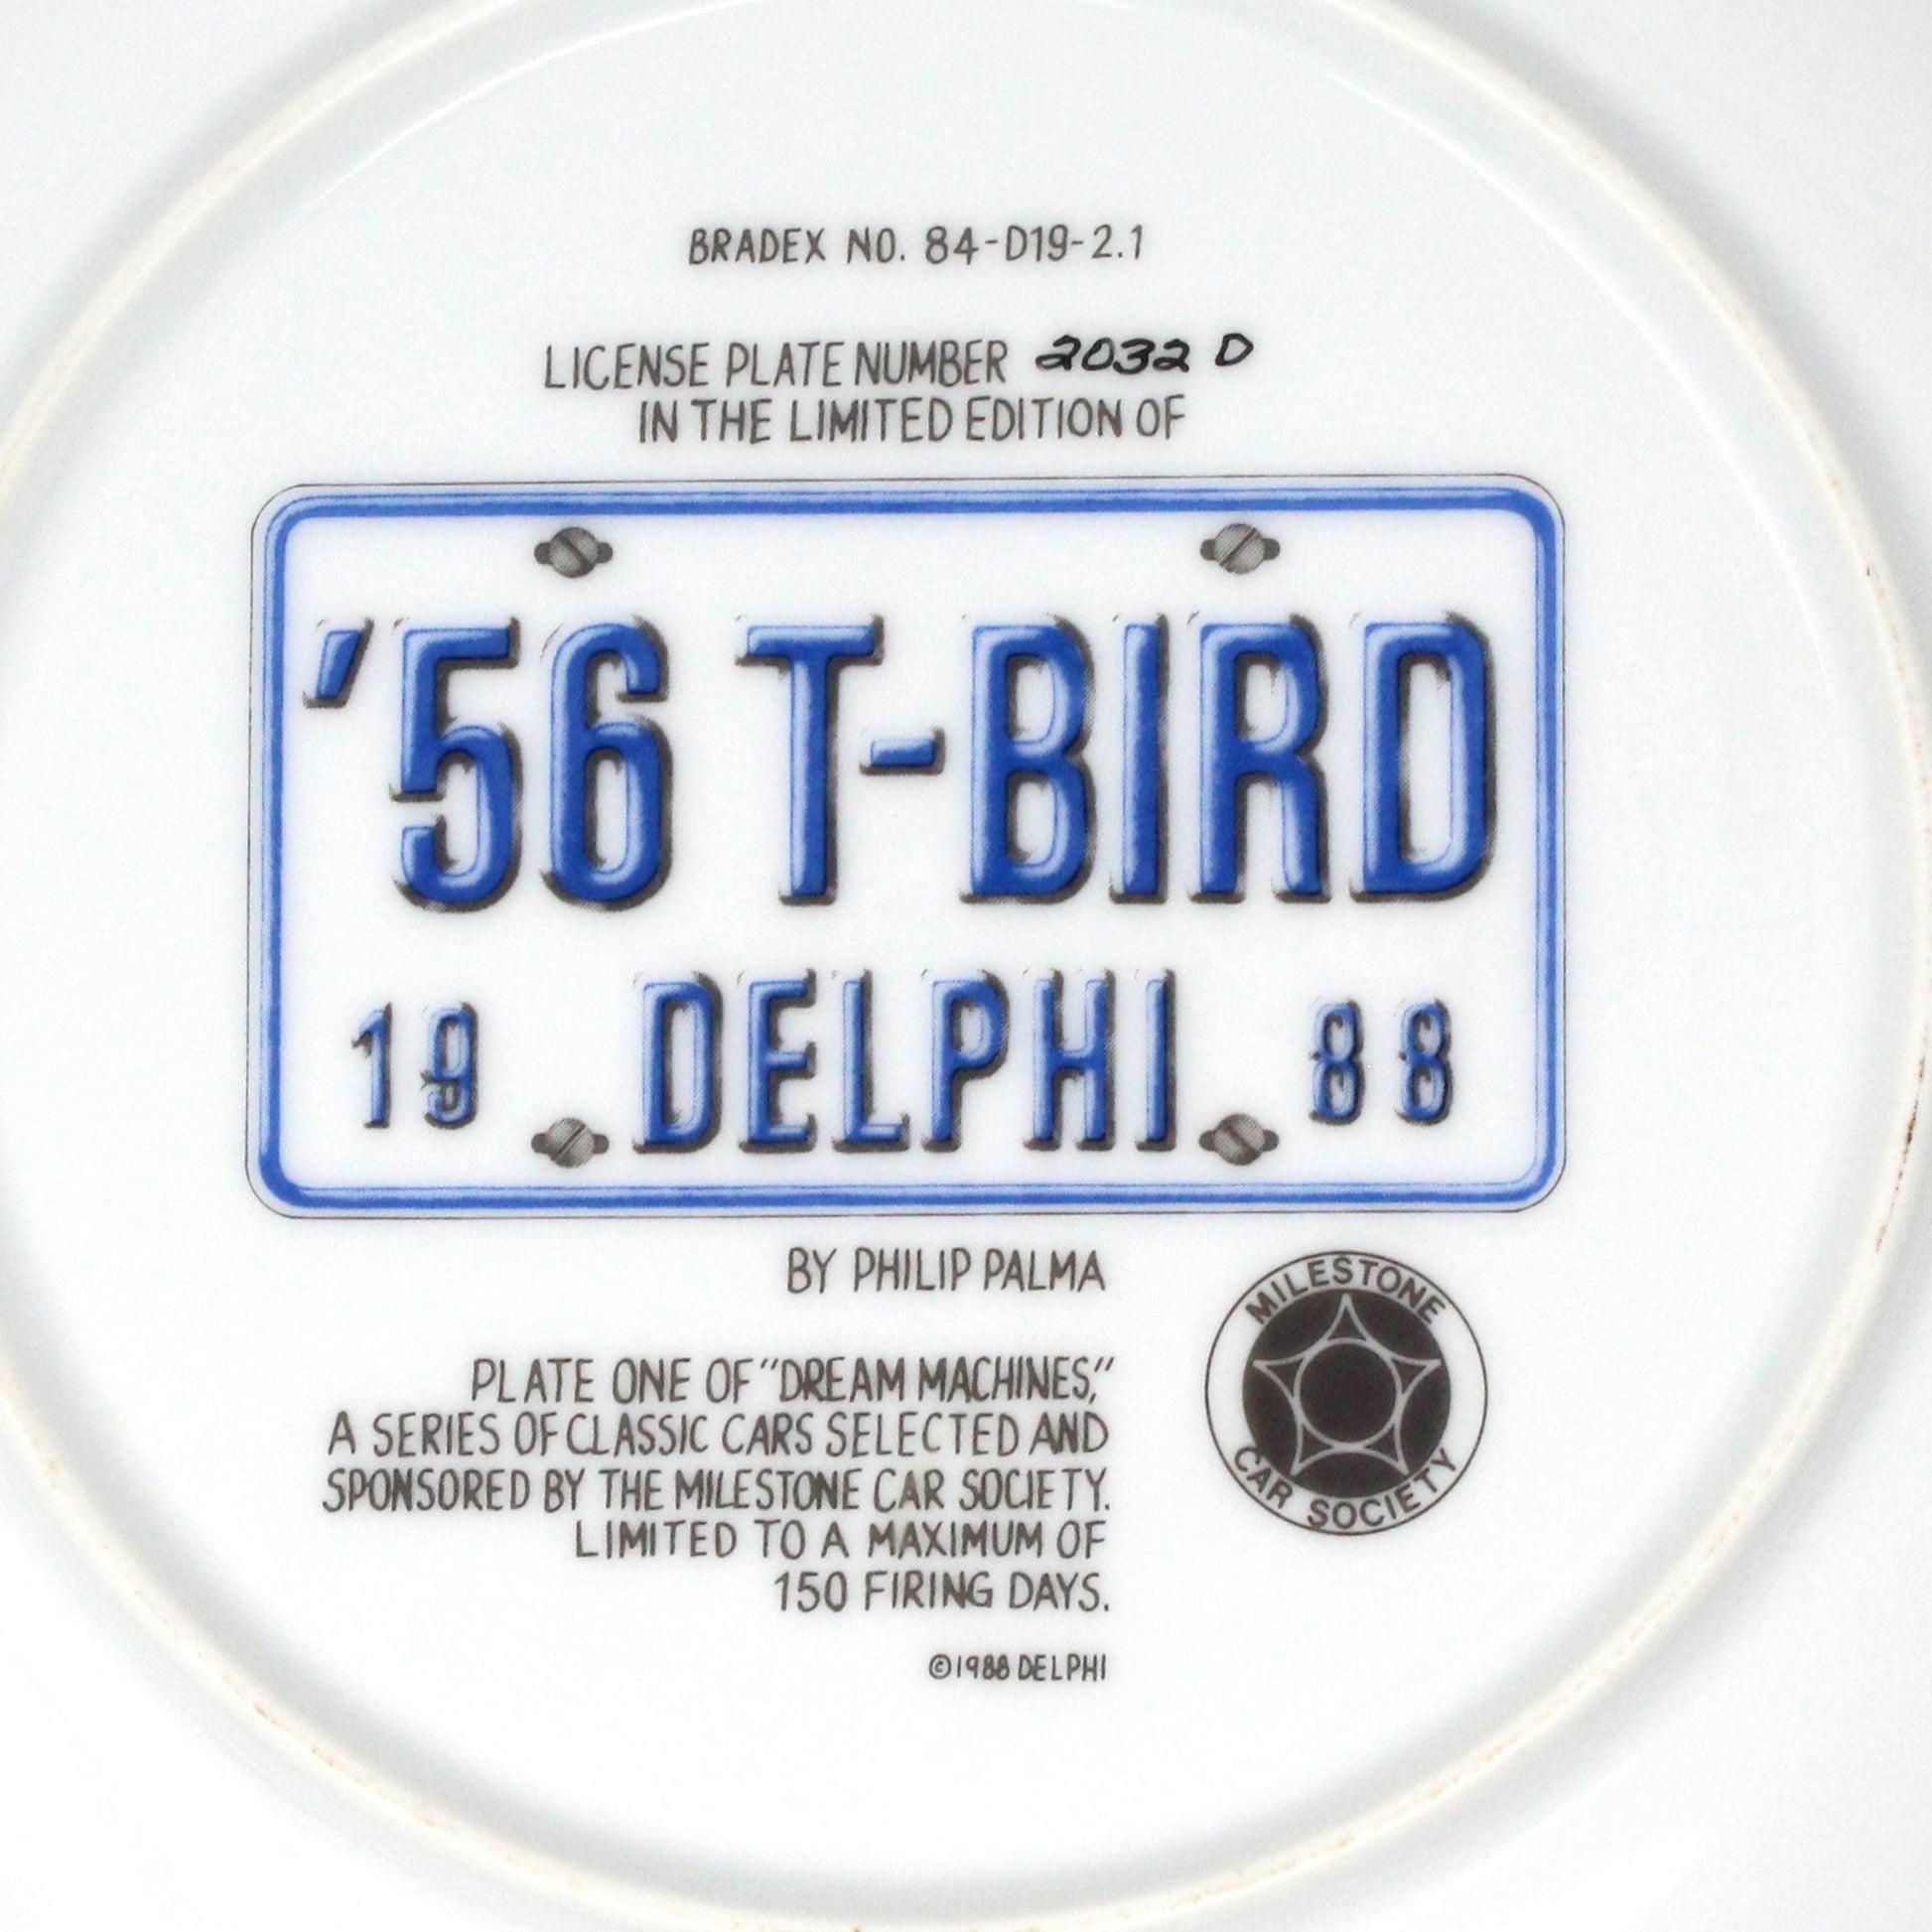 BRADEX NO. 84-D19-2.1
LICENSE PLATE NUMBER 2032 D
IN THE LIMITED EDITION OF
'56 T-BIRD
19 DELPHI 88
BY PHILIP PALMA
PLATE ONE OF "DREAM MACHINES,"
A SERIES OF CLASSIC CARS SELECTED AND
SPONSORED BY THE MILESTONE CAR SOCIETY.
LIMITED TO A MAXIMUM OF
150 FIRING DAYS.
©1988 DELPHI
MILESTONE
CAR SOCIETY